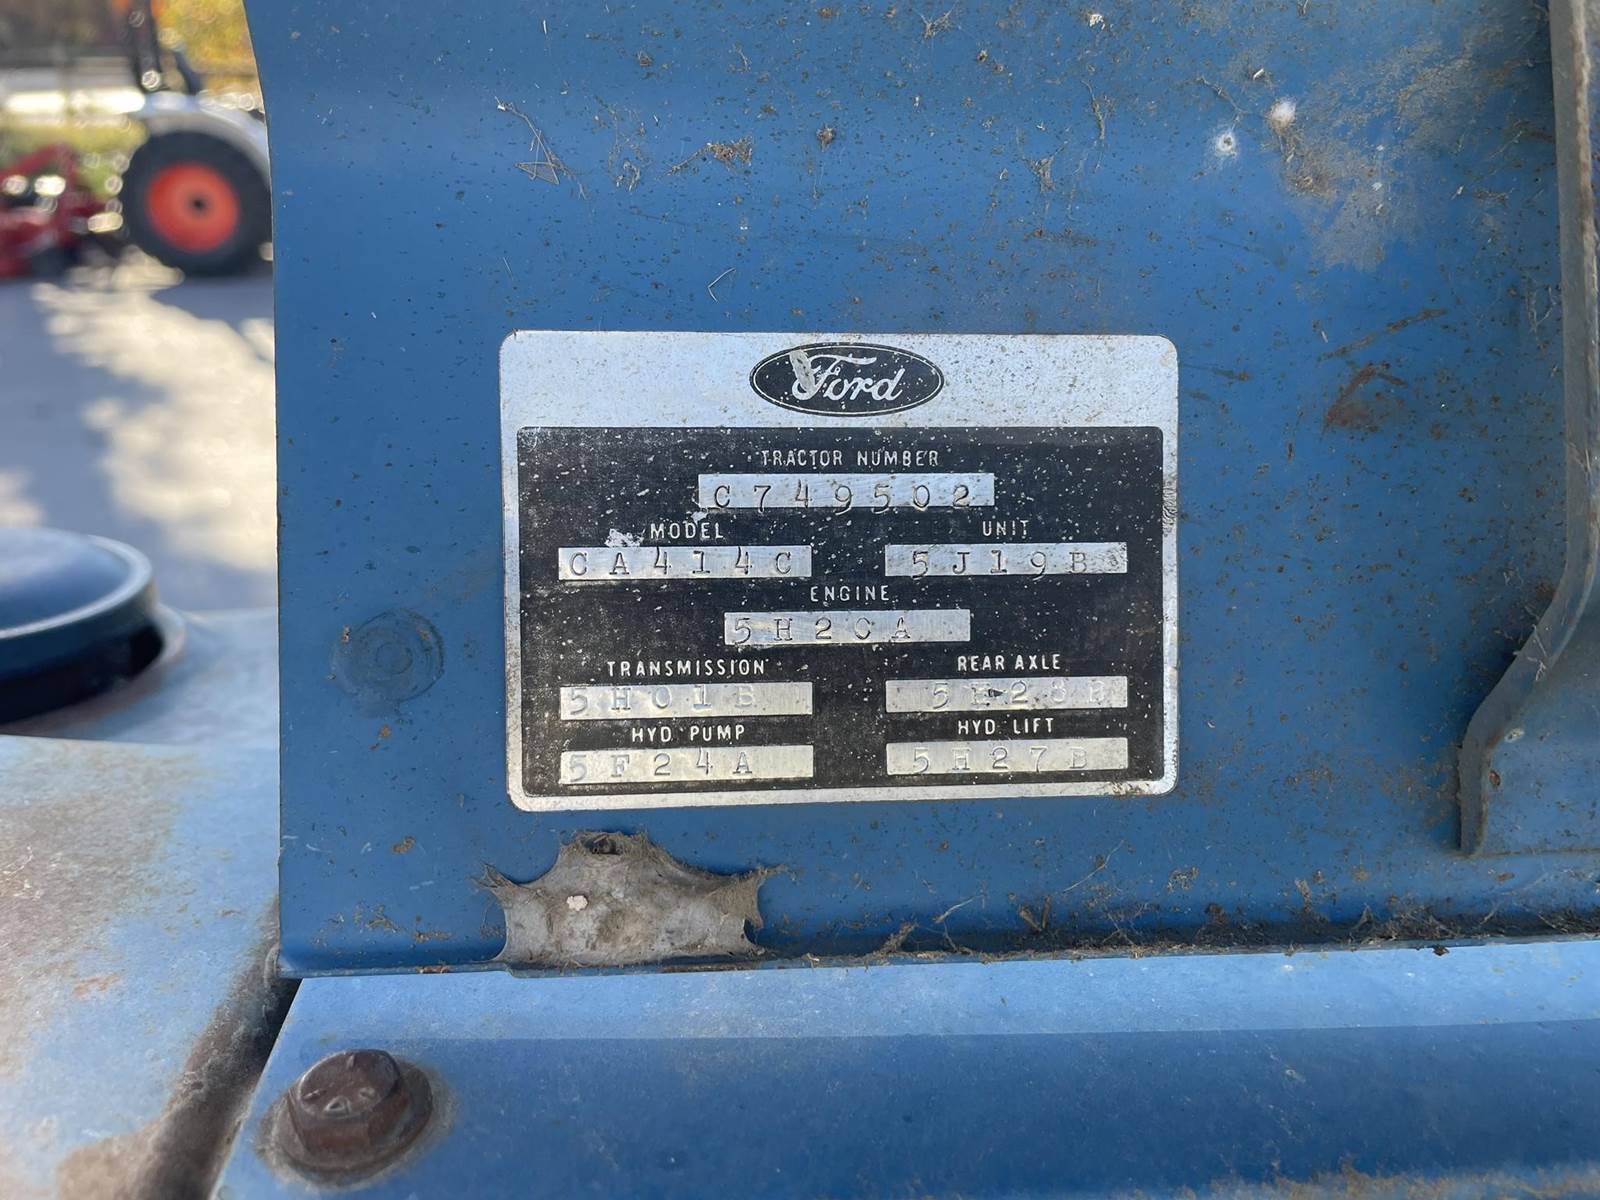 Ford
TRACTOR NUMBER
C749502
MODEL UNIT
CA414C 5J19B
ENGINE
5H2CA
TRANSMISSION REAR AXLE
5H01B
HYD PUMP HYD LIFT
5F24A 5H27B